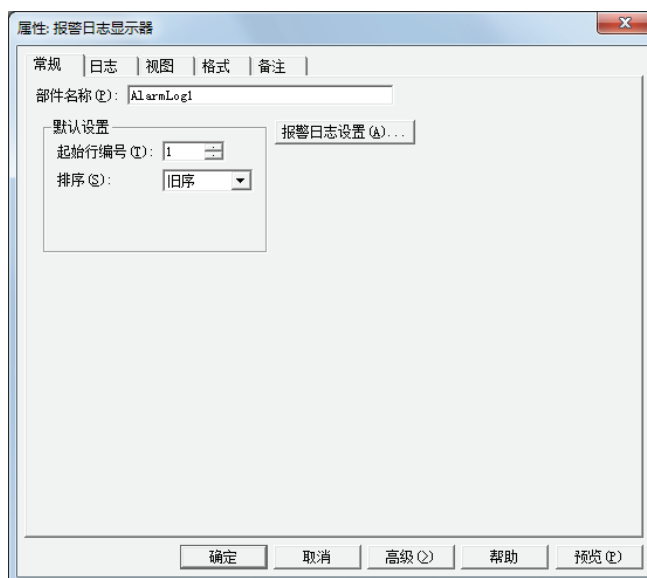 属性: 报警日志显示器
常规 日志 视图 格式 备注
部件名称(P): AlarmLog1
默认设置
报警日志设置(A)...
起始行编号(T): 1
排序(S): 旧序
确定 取消 高级(>) 帮助 预览(P)